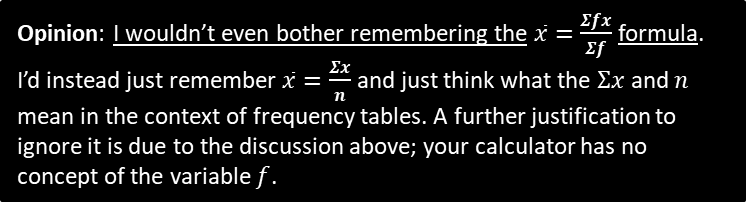 Opinion: I wouldn’t even bother remembering the ẋ = Σfx/Σf formula.
I’d instead just remember ẋ = Σx/n and just think what the Σx and n
mean in the context of frequency tables. A further justification to
ignore it is due to the discussion above; your calculator has no
concept of the variable f.